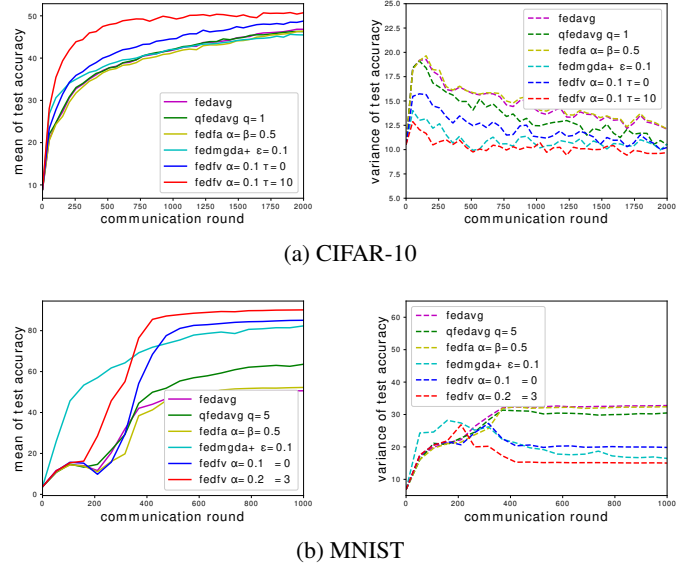 mean of test accuracy
50
40
30
20
10
0 250 500 750 1000 1250 1500 1750 2000
communication round
fedavg
qfedavg q= 1
fedfa α=β=0.5
fedmgda+ ε=0.1
fedfv α=0.1 τ=0
fedfv α=0.1 τ=10
variance of test accuracy
25.0
22.5
20.0
17.5
15.0
12.5
10.0
7.5
5.0
0 250 500 750 1000 1250 1500 1750 2000
communication round
fedavg
qfedavg q= 1
fedfa α=β=0.5
fedmgda+ ε=0.1
fedfv α=0.1 τ=0
fedfv α=0.1 τ=10
(a) CIFAR-10
mean of test accuracy
80
60
40
20
0
0 200 400 600 800 1000
communication round
fedavg
qfedavg q=5
fedfa α=β=0.5
fedmgda+ ε=0.1
fedfv α=0.1 =0
fedfv α=0.2 =3
variance of test accuracy
60
50
40
30
20
10
0 200 400 600 800 1000
communication round
fedavg
qfedavg q=5
fedfa α=β=0.5
fedmgda+ ε=0.1
fedfv α=0.1 =0
fedfv α=0.2 =3
(b) MNIST